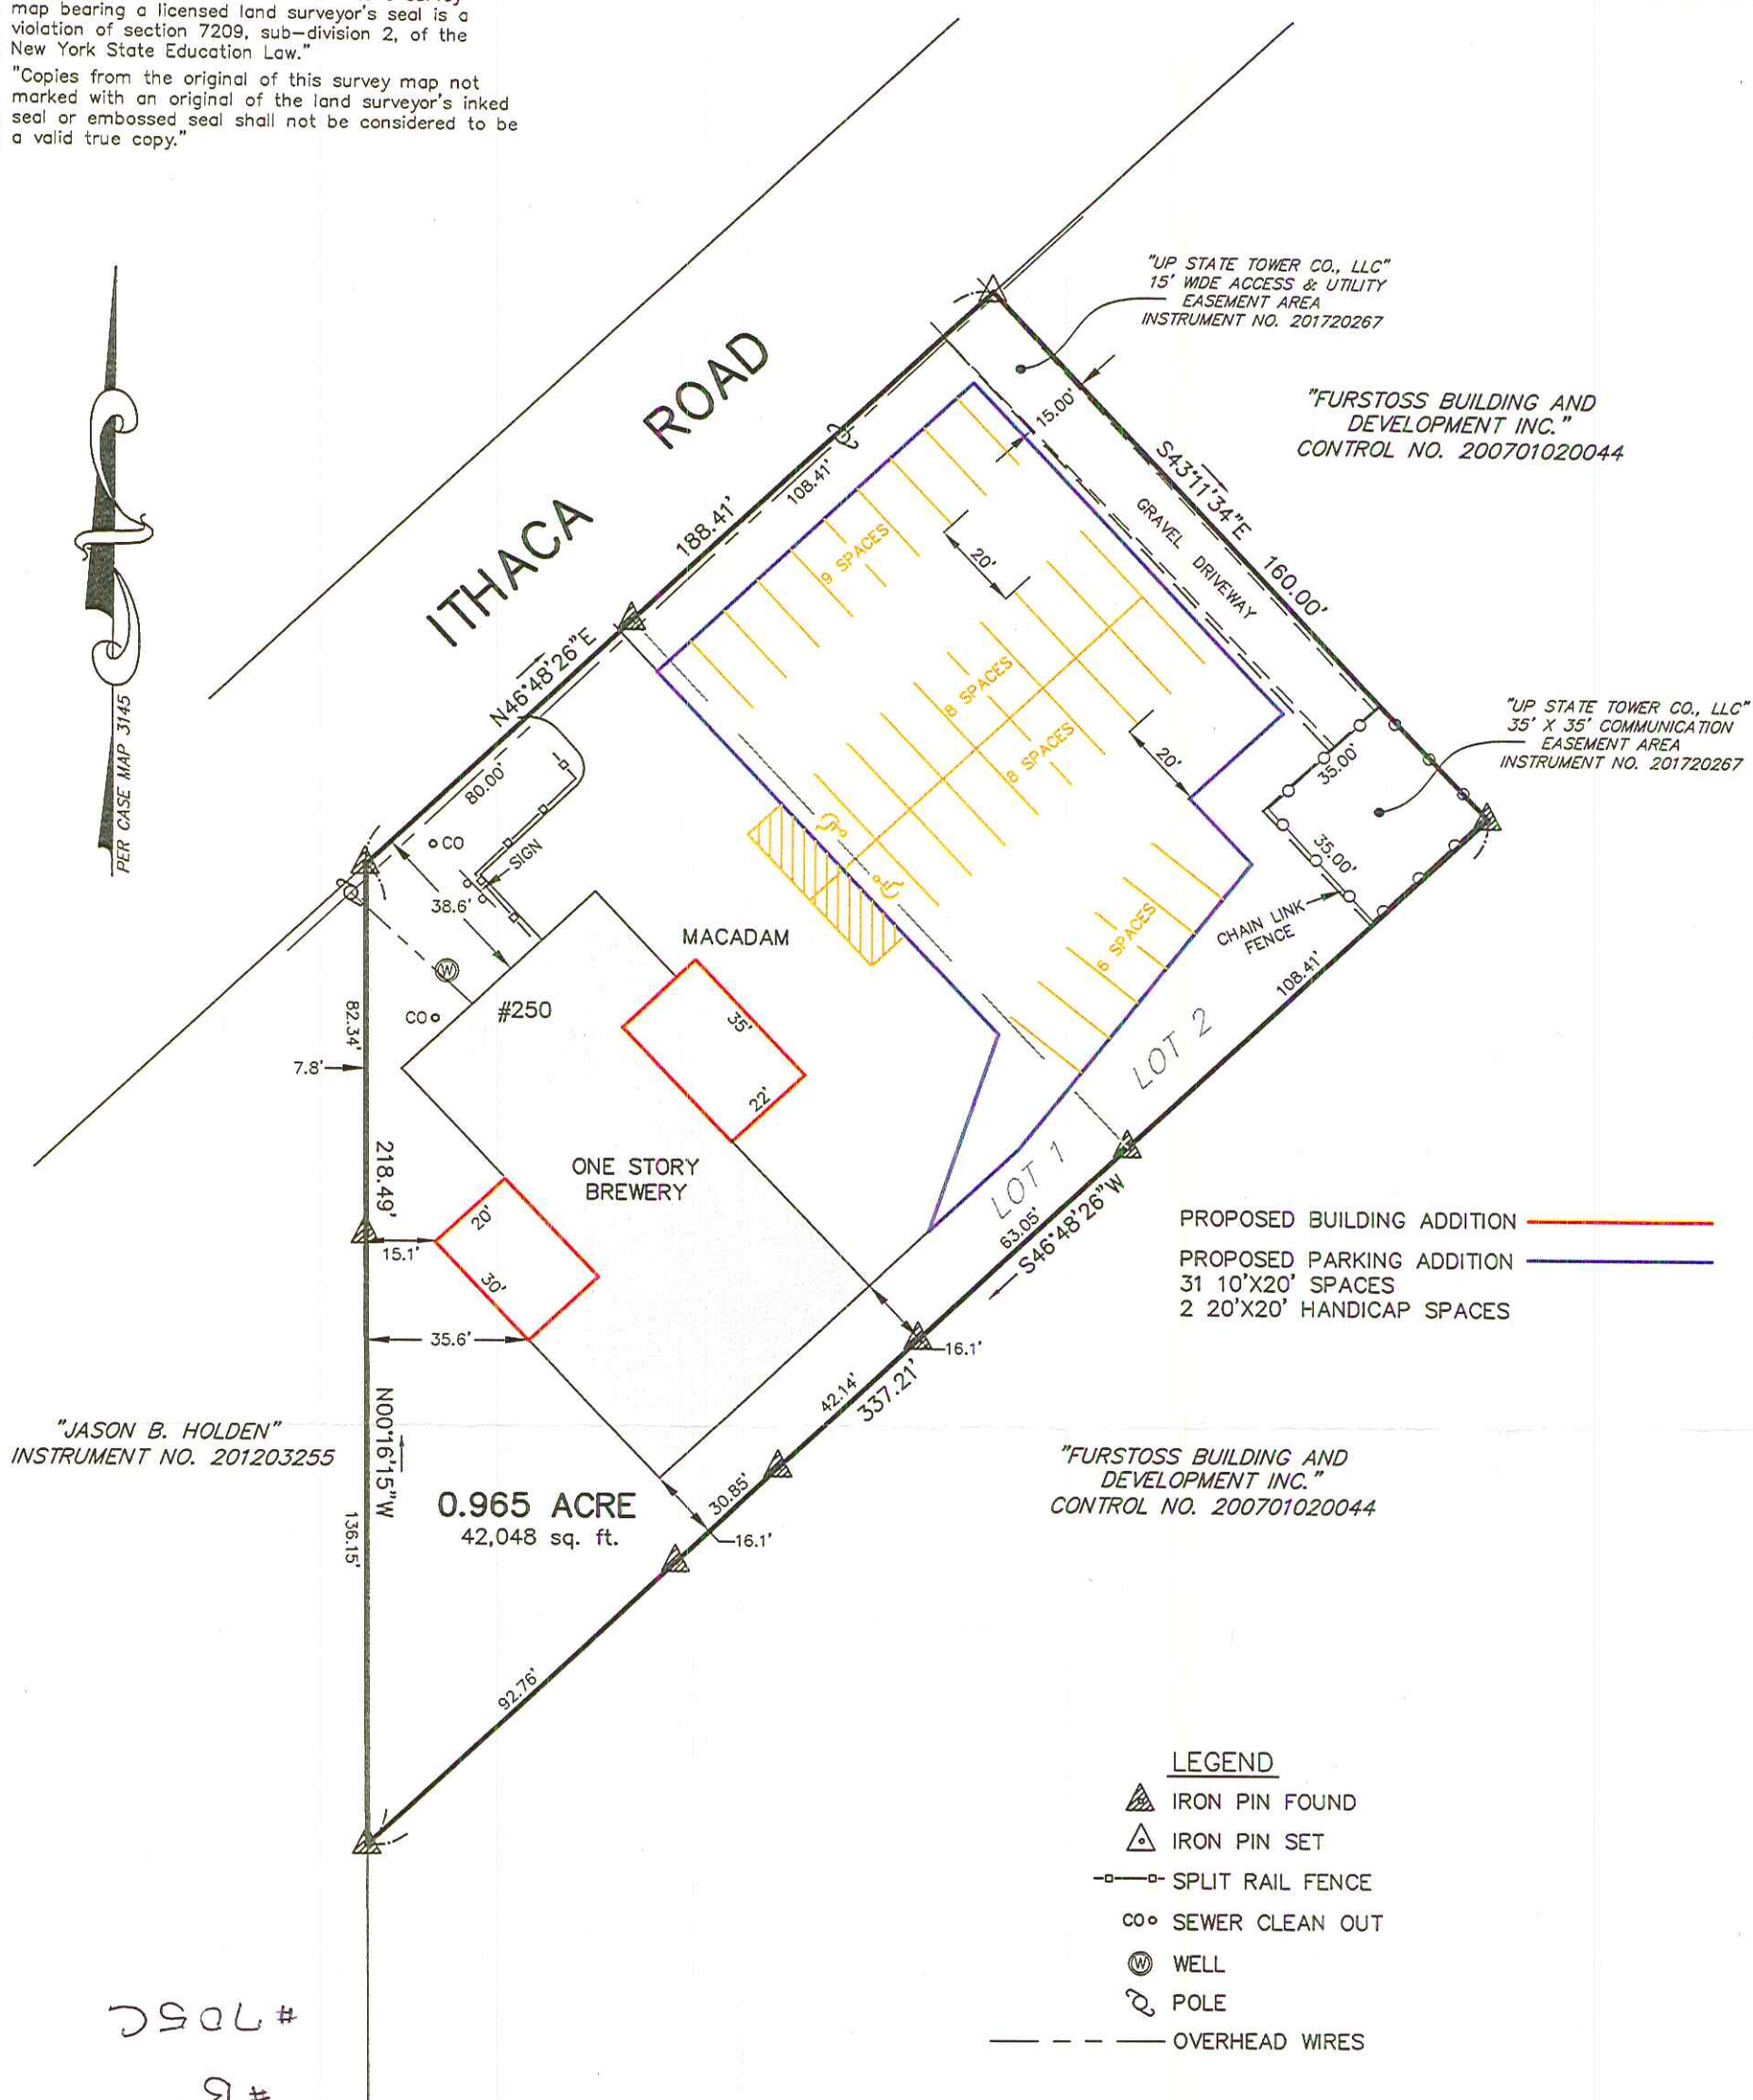 map bearing a licensed land surveyor's seal is a
violation of section 7209, sub-division 2, of the
New York State Education Law."
"Copies from the original of this survey map not
marked with an original of the land surveyor's inked
seal or embossed seal shall not be considered to be
a valid true copy."
"UP STATE TOWER CO., LLC"
15' WIDE ACCESS & UTILITY
EASEMENT AREA
INSTRUMENT NO. 201720267
"FURSTOSS BUILDING AND
DEVELOPMENT INC."
CONTROL NO. 200701020044
ITHACA ROAD
188.41'
108.41'
15.00'
S43°11'34"E 160.00'
GRAVEL DRIVEWAY
9 SPACES
20'
8 SPACES
8 SPACES
20'
N46°48'26"E
80.00'
PER CASE MAP 3145
"UP STATE TOWER CO., LLC"
35' X 35' COMMUNICATION
EASEMENT AREA
INSTRUMENT NO. 201720267
35.00'
35.00'
CHAIN LINK
FENCE
108.41'
6 SPACES
CO
SIGN
38.6'
MACADAM
W
CO
#250
82.34'
7.8'
35'
22'
LOT 2
LOT 1
218.49'
ONE STORY
BREWERY
20'
30'
15.1'
35.6'
63.05'
S46°48'26"W
PROPOSED BUILDING ADDITION
PROPOSED PARKING ADDITION
31 10'X20' SPACES
2 20'X20' HANDICAP SPACES
16.1'
42.14'
337.21'
N00°16'15"W
"JASON B. HOLDEN"
INSTRUMENT NO. 201203255
"FURSTOSS BUILDING AND
DEVELOPMENT INC."
CONTROL NO. 200701020044
0.965 ACRE
42,048 sq. ft.
30.85'
16.1'
136.15'
92.76'
LEGEND
IRON PIN FOUND
IRON PIN SET
SPLIT RAIL FENCE
CO SEWER CLEAN OUT
W WELL
POLE
OVERHEAD WIRES